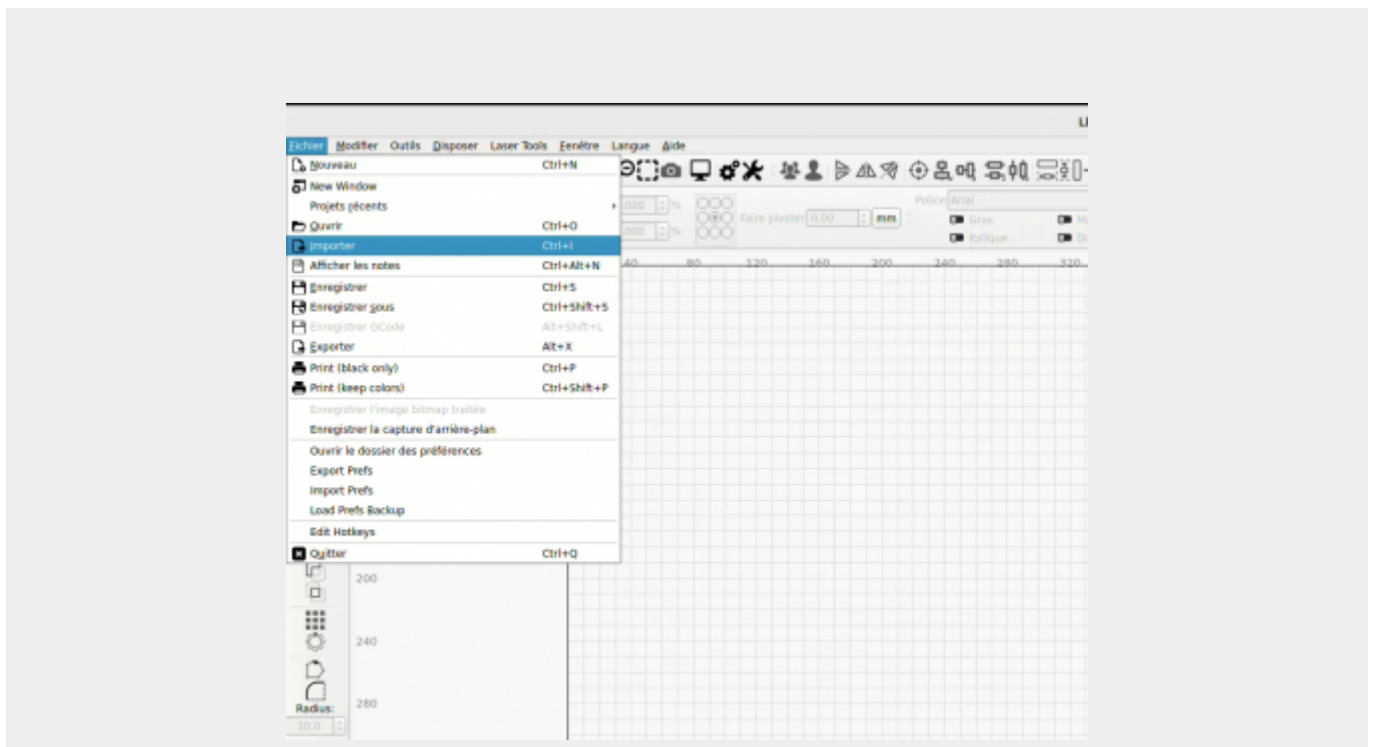 LI
Fichier Modifier Outils Disposer Laser Tools Fenêtre Langue Aide
Nouveau Ctrl+N
New Window
Projets récents
Ouvrir Ctrl+O
Importer Ctrl+I
Afficher les notes Ctrl+Alt+N
Enregistrer Ctrl+S
Enregistrer sous Ctrl+Shift+S
Enregistrer GCode Alt+Shift+L
Exporter Alt+X
Print (black only) Ctrl+P
Print (keep colors) Ctrl+Shift+P
Enregistrer l'image bitmap traitée
Enregistrer la capture d'arrière-plan
Ouvrir le dossier des préférences
Export Prefs
Import Prefs
Load Prefs Backup
Edit Hotkeys
Quitter Ctrl+Q
.000 %
.000 %
Faire pivoter 0,00 mm
Police Arial
Gras M
Italique Di
40 80 120 160 200 240 280 320
200
240
280
Radius:
10.0